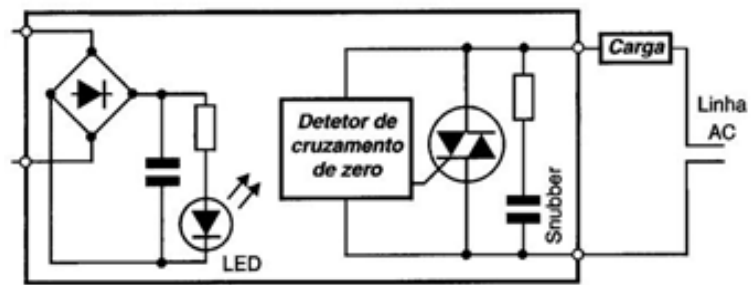 LED
Detetor de
cruzamento
de zero
Snubber
Carga
Linha
AC